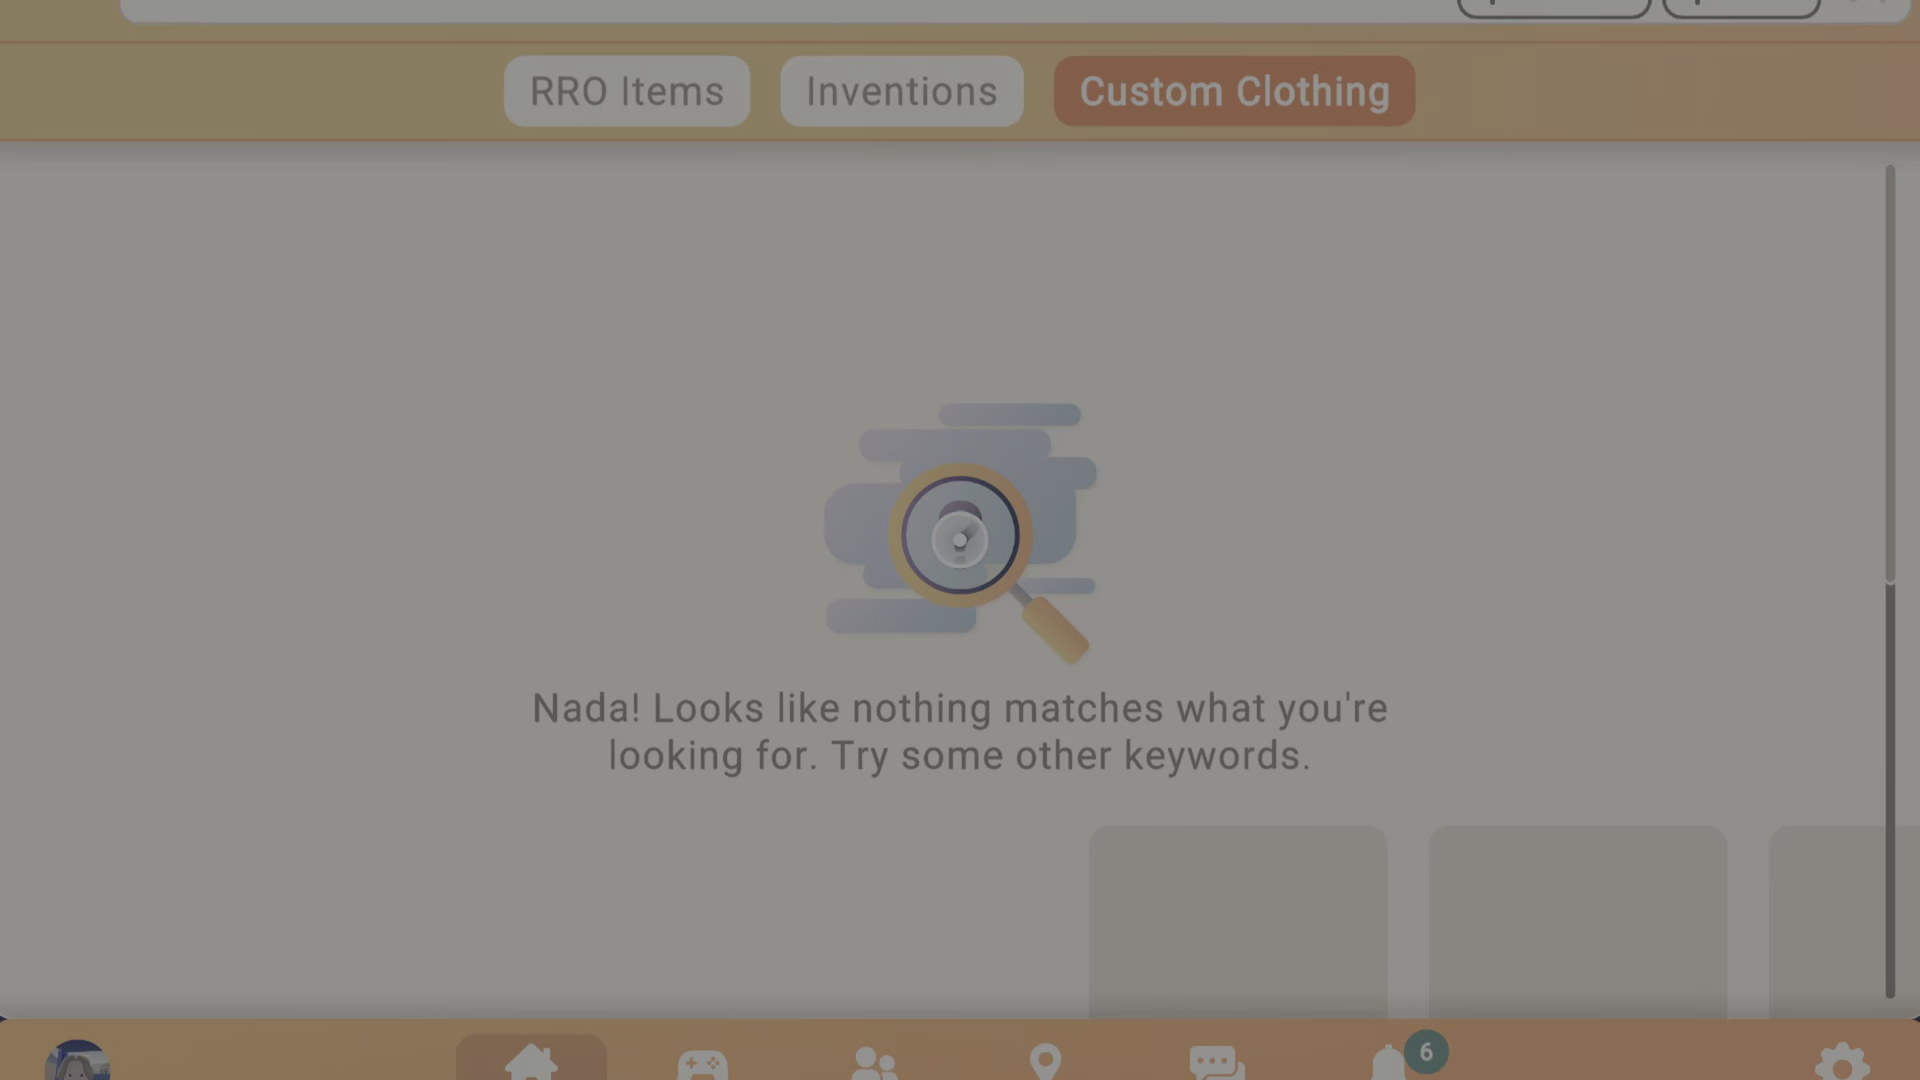 RRO Items
Inventions
Custom Clothing
Nada! Looks like nothing matches what you're
looking for. Try some other keywords.
6